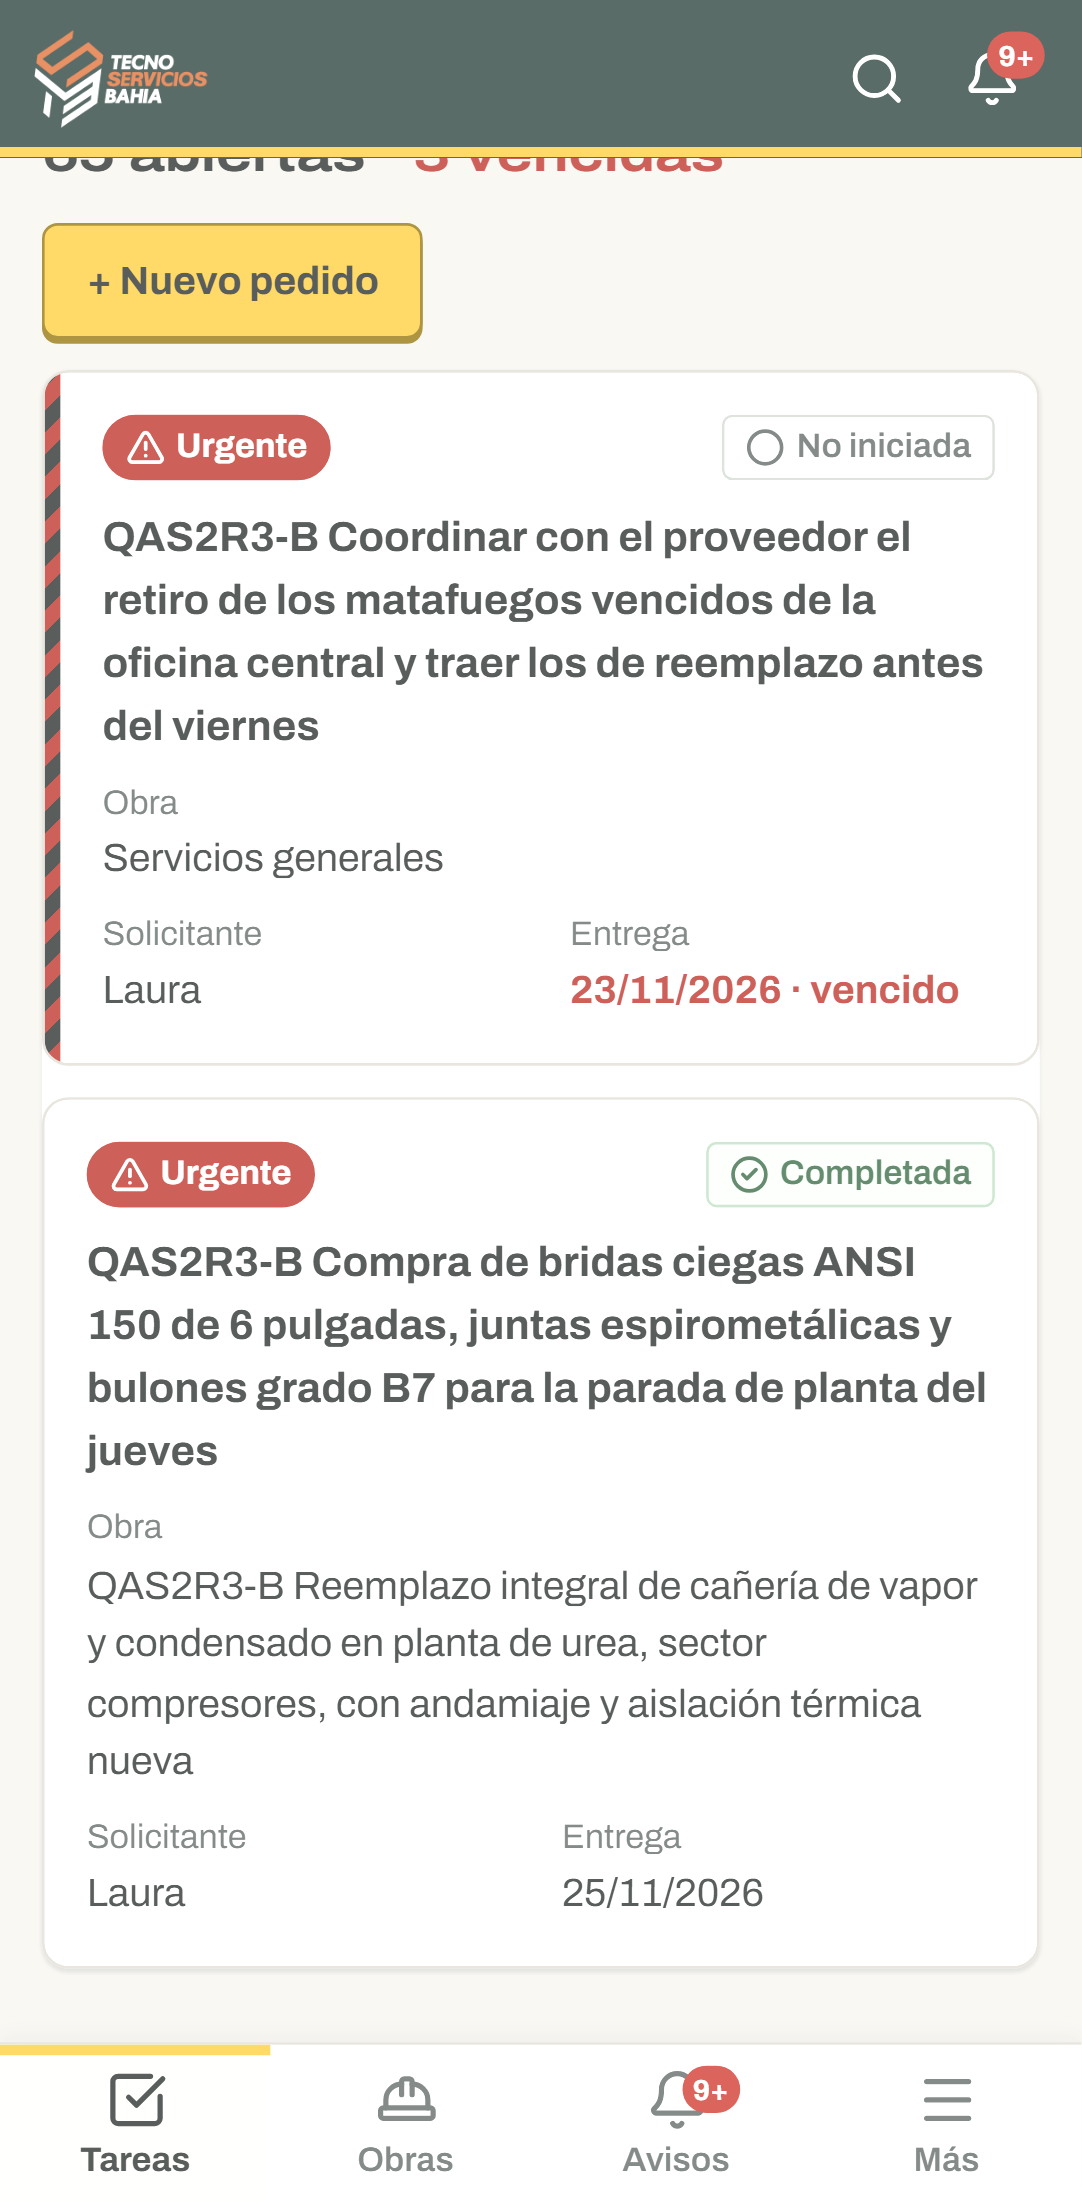 TECNO
SERVICIOS
BAHIA
9+
abiertas vencidas
+ Nuevo pedido
Urgente
No iniciada
QAS2R3-B Coordinar con el proveedor el
retiro de los matafuegos vencidos de la
oficina central y traer los de reemplazo antes
del viernes
Obra
Servicios generales
Solicitante
Entrega
Laura
23/11/2026 · vencido
Urgente
Completada
QAS2R3-B Compra de bridas ciegas ANSI
150 de 6 pulgadas, juntas espirometálicas y
bulones grado B7 para la parada de planta del
jueves
Obra
QAS2R3-B Reemplazo integral de cañería de vapor
y condensado en planta de urea, sector
compresores, con andamiaje y aislación térmica
nueva
Solicitante
Entrega
Laura
25/11/2026
9+
Tareas
Obras
Avisos
Más